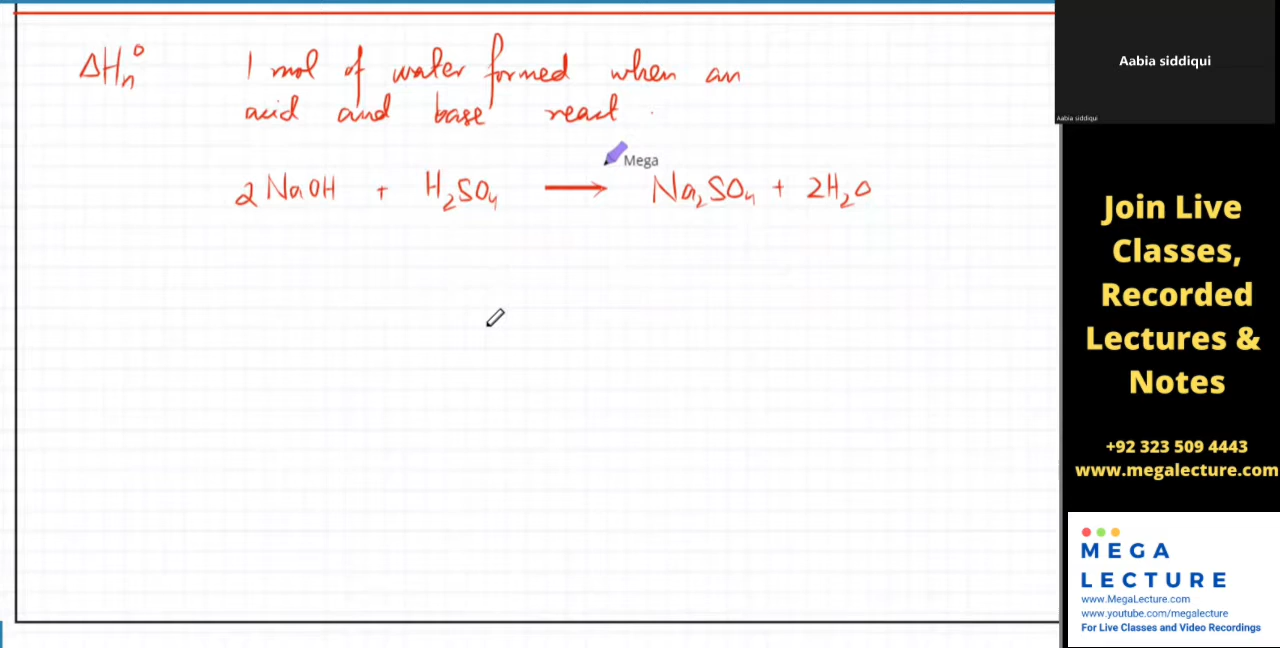 ΔHₙ° 1 mol of water formed when an
acid and base react.
Mega
2 NaOH + H₂SO₄ → Na₂SO₄ + 2H₂O
Aabia siddiqui
Aabia siddiqui
Join Live
Classes,
Recorded
Lectures &
Notes
+92 323 509 4443
www.megalecture.com
MEGA
LECTURE
www.MegaLecture.com
www.youtube.com/megalecture
For Live Classes and Video Recordings